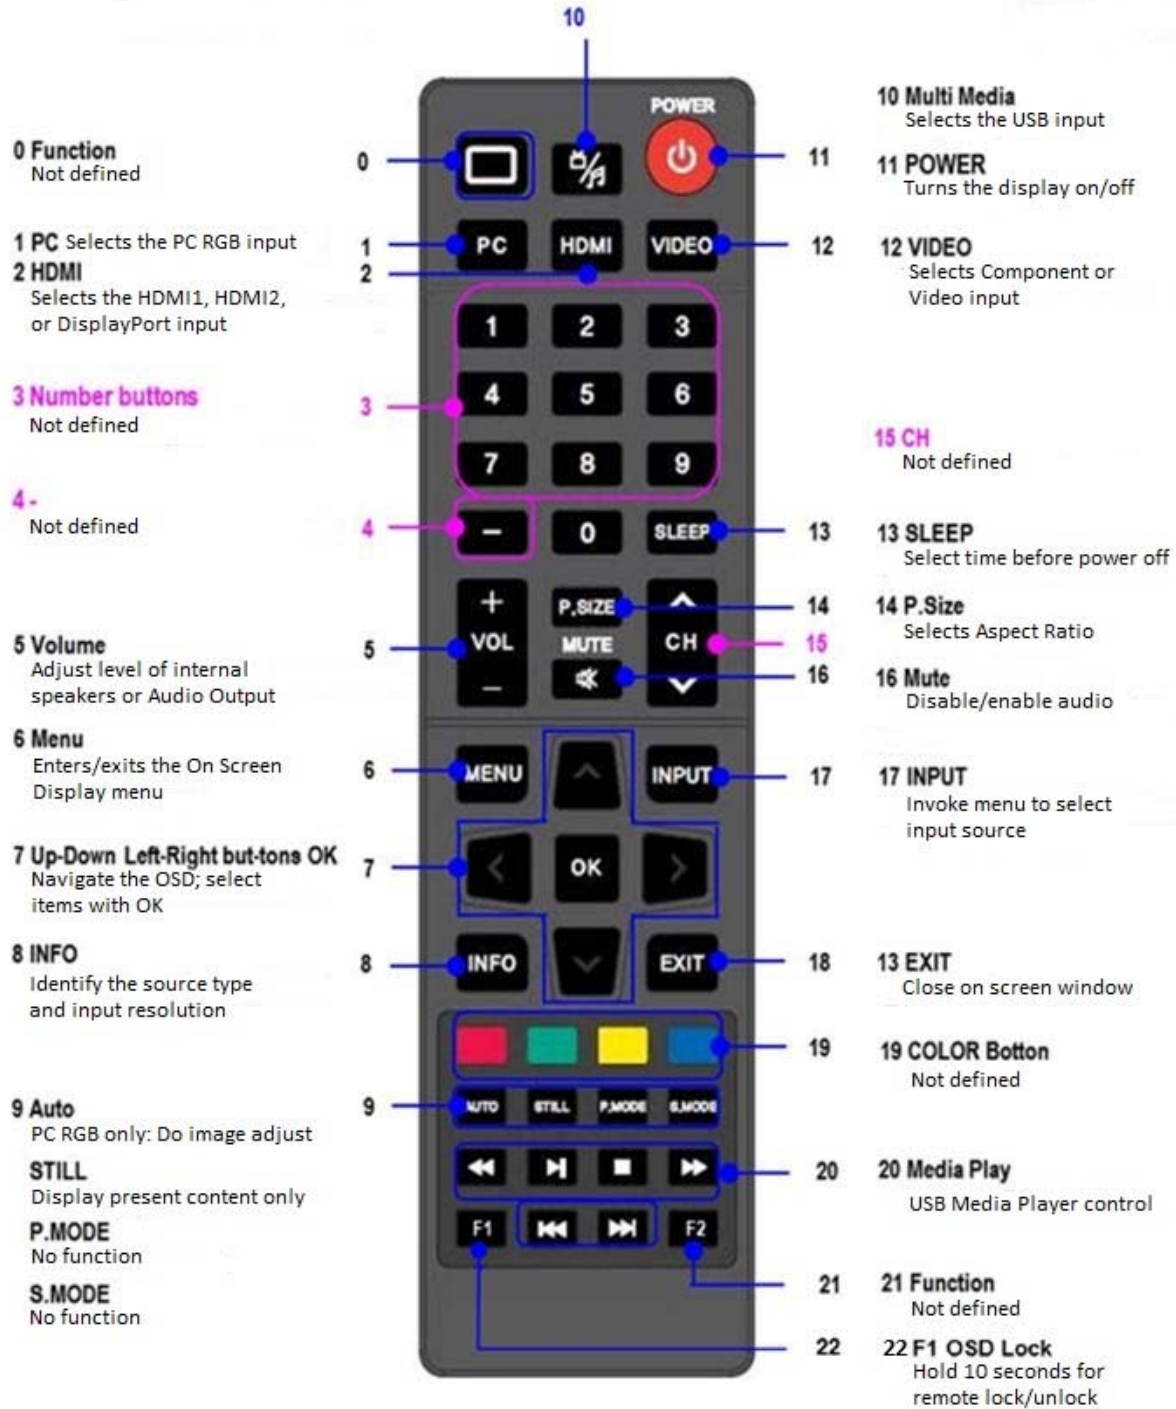 10
0 Function
Not defined
1 PC Selects the PC RGB input
2 HDMI
Selects the HDMI1, HDMI2,
or DisplayPort input
3 Number buttons
Not defined
4 -
Not defined
5 Volume
Adjust level of internal
speakers or Audio Output
6 Menu
Enters/exits the On Screen
Display menu
7 Up-Down Left-Right but-tons OK
Navigate the OSD; select
items with OK
8 INFO
Identify the source type
and input resolution
9 Auto
PC RGB only: Do image adjust
STILL
Display present content only
P.MODE
No function
S.MODE
No function
0
1
2
3
4
5
6
7
8
9
POWER
PC HDMI VIDEO
1 2 3
4 5 6
7 8 9
- 0 SLEEP
+ P.SIZE
VOL MUTE CH
-
MENU INPUT
OK
INFO EXIT
AUTO STILL P.MODE S.MODE
F1 F2
11
12
13
14
15
16
17
18
19
20
21
22
10 Multi Media
Selects the USB input
11 POWER
Turns the display on/off
12 VIDEO
Selects Component or
Video input
15 CH
Not defined
13 SLEEP
Select time before power off
14 P.Size
Selects Aspect Ratio
16 Mute
Disable/enable audio
17 INPUT
Invoke menu to select
input source
13 EXIT
Close on screen window
19 COLOR Botton
Not defined
20 Media Play
USB Media Player control
21 Function
Not defined
22 F1 OSD Lock
Hold 10 seconds for
remote lock/unlock